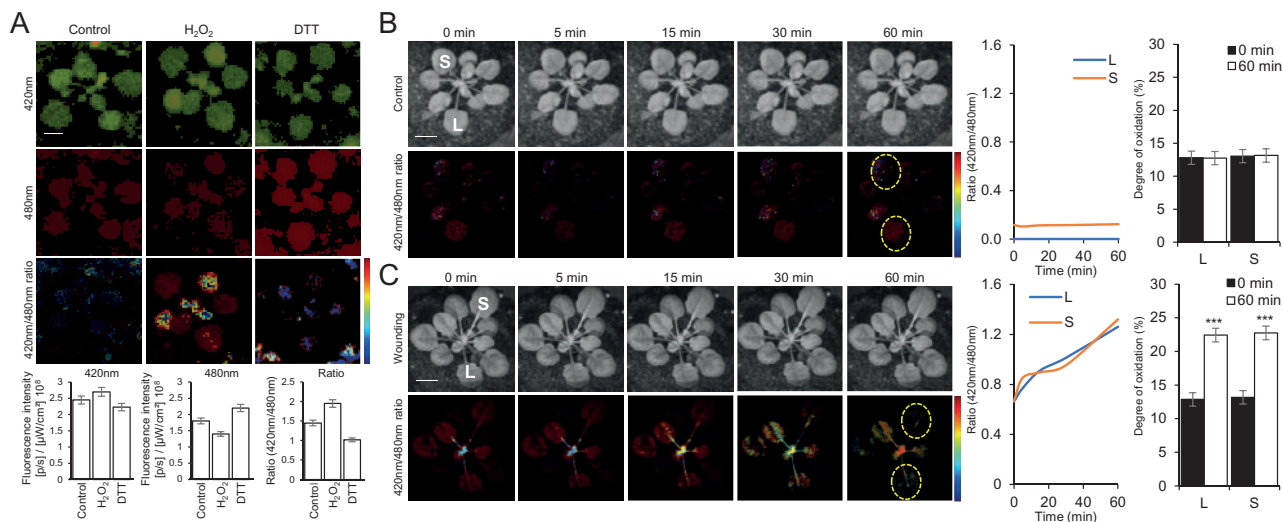 A
Control
H₂O₂
DTT
420nm
480nm
420nm/480nm ratio
420nm
Fluorescence intensity
[p/s] / [µW/cm²] 10⁸
3
2.5
2
1.5
1
0.5
0
Control
H₂O₂
DTT
480nm
Fluorescence intensity
[p/s] / [µW/cm²] 10⁸
3
2.5
2
1.5
1
0.5
0
Control
H₂O₂
DTT
Ratio
Ratio (420nm/480nm)
2.5
2
1.5
1
0.5
0
Control
H₂O₂
DTT
B
0 min
5 min
15 min
30 min
60 min
Control
S
L
420nm/480nm ratio
Ratio (420nm/480nm)
1.6
1.2
0.8
0.4
0.0
L
S
0
20
40
60
Time (min)
Degree of oxidation (%)
30
25
20
15
10
5
0
0 min
60 min
L
S
C
0 min
5 min
15 min
30 min
60 min
Wounding
S
L
420nm/480nm ratio
Ratio (420nm/480nm)
1.6
1.2
0.8
0.4
0.0
L
S
0
20
40
60
Time (min)
Degree of oxidation (%)
30
25
20
15
10
5
0
0 min
60 min
***
***
L
S